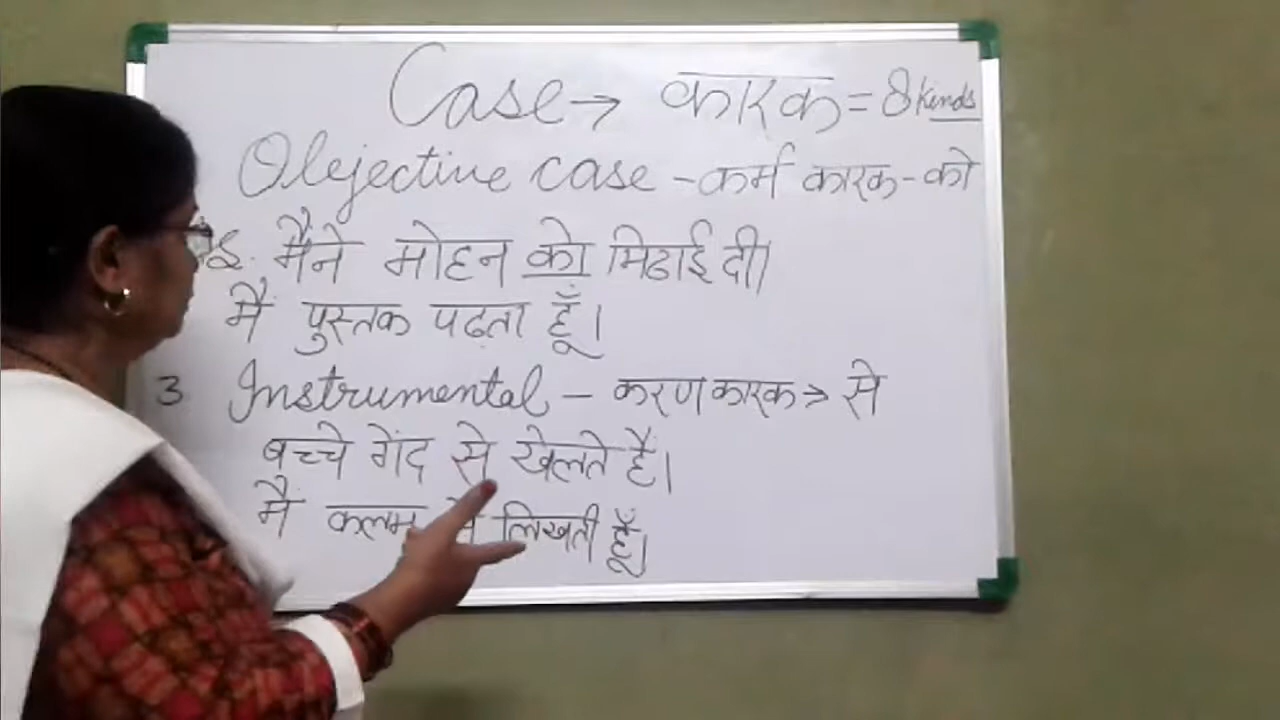 Case → कारक = 8 kinds
Objective case - कर्म कारक - को
मैंने मोहन को मिठाई दी।
मैं पुस्तक पढ़ता हूँ।
3 Instrumental - करण कारक → से
बच्चे गेंद से खेलते हैं।
मैं कलम से लिखती हूँ।